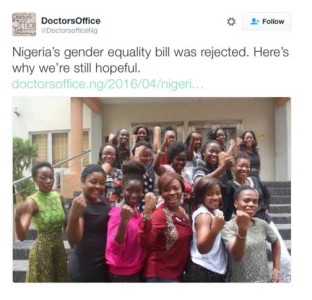 DoctorsOffice
@DoctorsofficeNg
Follow
Nigeria's gender equality bill was rejected. Here's
why we're still hopeful.
doctorsoffice.ng/2016/04/nigeri...